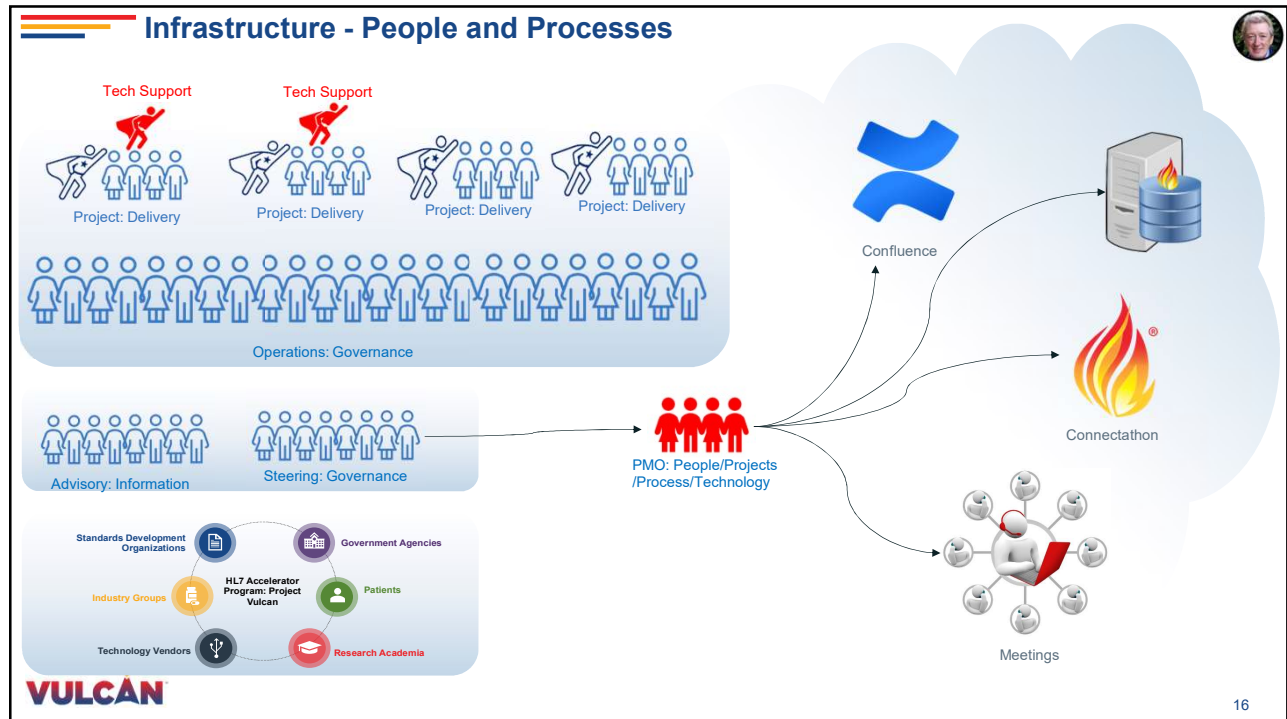 Infrastructure - People and Processes
Tech Support
Tech Support
Project: Delivery
Project: Delivery
Project: Delivery
Project: Delivery
Operations: Governance
Advisory: Information
Steering: Governance
PMO: People/Projects
/Process/Technology
Confluence
®
Connectathon
Meetings
Standards Development
Organizations
Government Agencies
Industry Groups
HL7 Accelerator
Program: Project
Vulcan
Patients
Technology Vendors
Research Academia
VULCAN
16